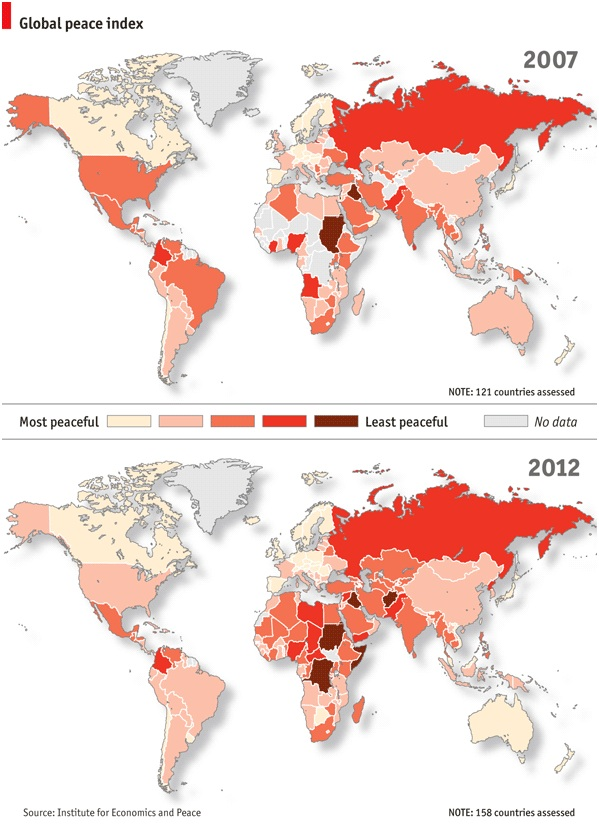 Global peace index
2007
NOTE: 121 countries assessed
Most peaceful Least peaceful No data
2012
Source: Institute for Economics and Peace NOTE: 158 countries assessed